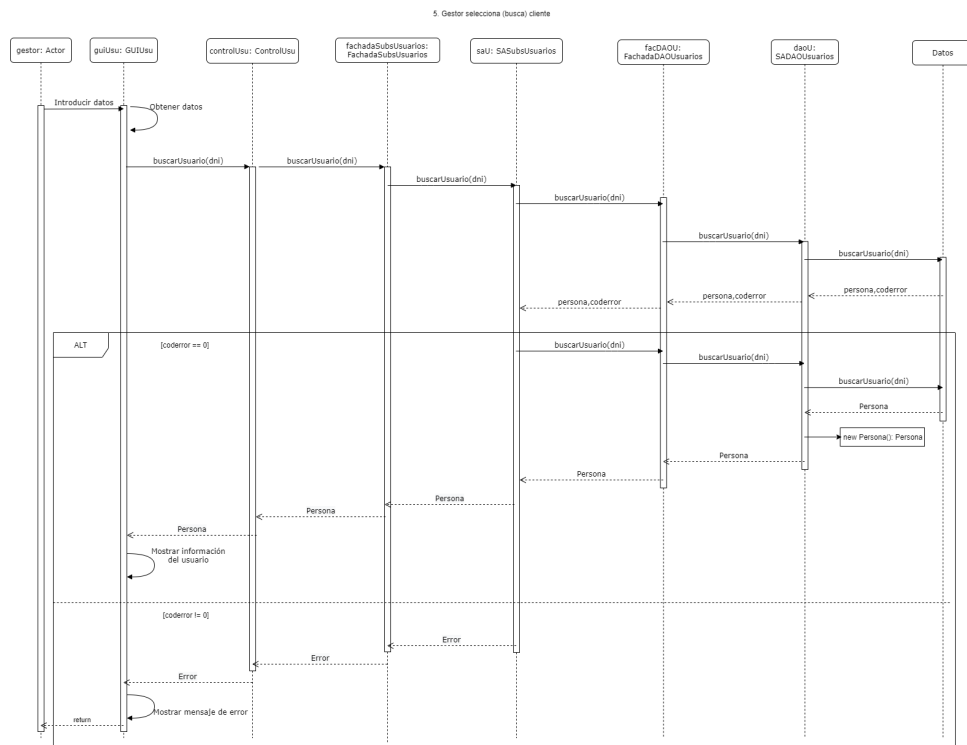 5. Gestor selecciona (busca) cliente
gestor: Actor
guiUsu: GUIUsu
controlUsu: ControlUsu
fachadaSubsUsuarios:
FachadaSubsUsuarios
saU: SASubsUsuarios
facDAOU:
FachadaDAOUsuarios
daoU:
SADAOUsuarios
Datos
Introducir datos
Obtener datos
buscarUsuario(dni)
buscarUsuario(dni)
buscarUsuario(dni)
buscarUsuario(dni)
buscarUsuario(dni)
buscarUsuario(dni)
persona,coderror
persona,coderror
persona,coderror
ALT
[coderror == 0]
buscarUsuario(dni)
buscarUsuario(dni)
buscarUsuario(dni)
Persona
new Persona(): Persona
Persona
Persona
Persona
Persona
Persona
Mostrar información
del usuario
[coderror != 0]
Error
Error
Error
Mostrar mensaje de error
return